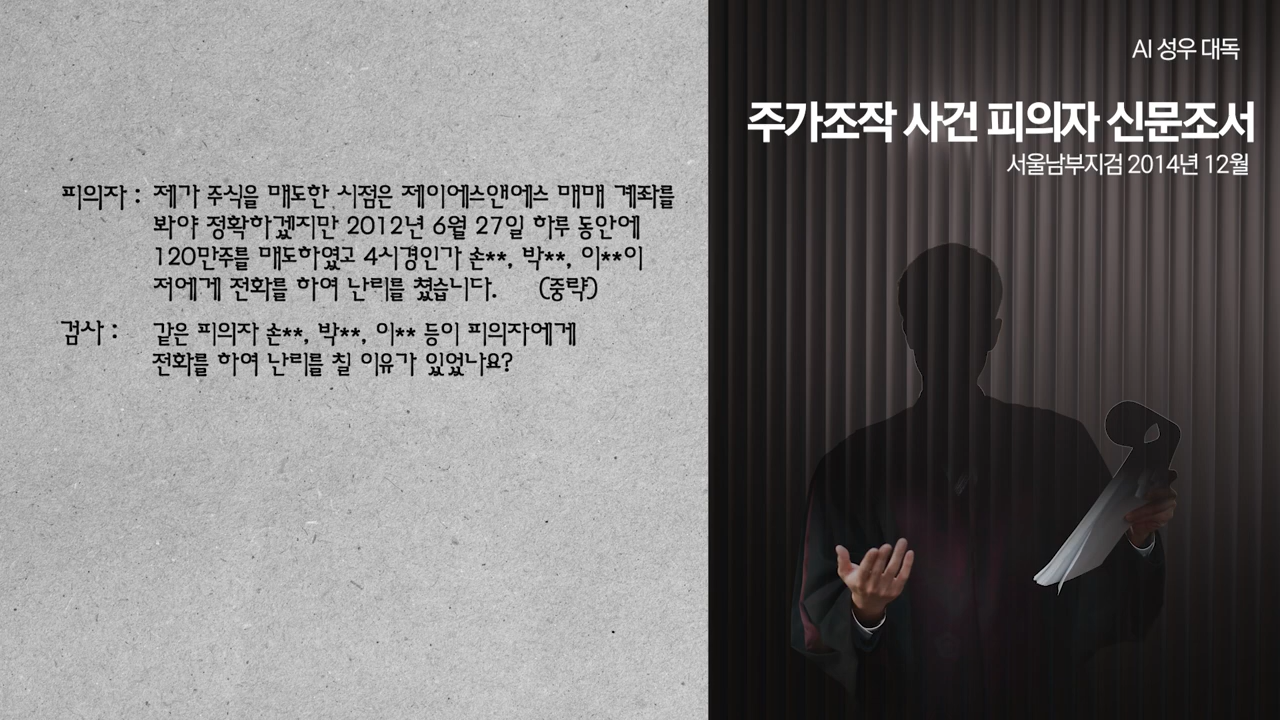 피의자 : 제가 주식을 매도한 시점은 제이에스앤에스 매매 계좌를
봐야 정확하겠지만 2012년 6월 27일 하루 동안에
120만주를 매도하였고 4시경인가 손**, 박**, 이**이
저에게 전화를 하여 난리를 쳤습니다. (중략)
검사 : 같은 피의자 손**, 박**, 이** 등이 피의자에게
전화를 하여 난리를 칠 이유가 있었나요?
AI 성우 대독
주가조작 사건 피의자 신문조서
서울남부지검 2014년 12월